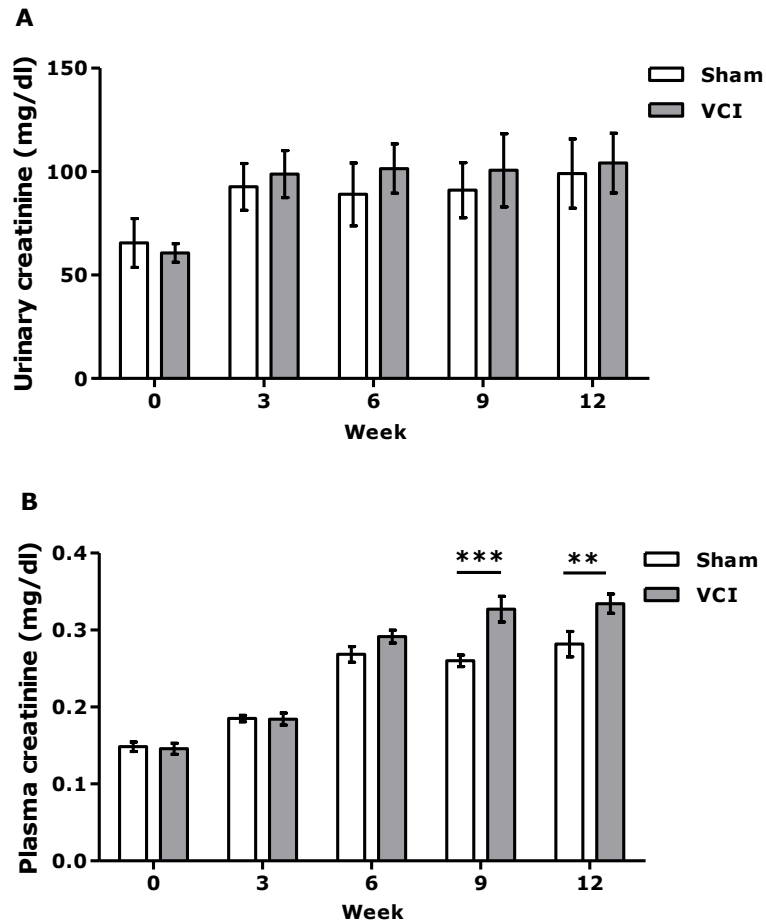 A
Urinary creatinine (mg/dl)
150
100
50
0
0 3 6 9 12
Week
Sham
VCI
B
Plasma creatinine (mg/dl)
0.4
0.3
0.2
0.1
0.0
*** **
0 3 6 9 12
Week
Sham
VCI